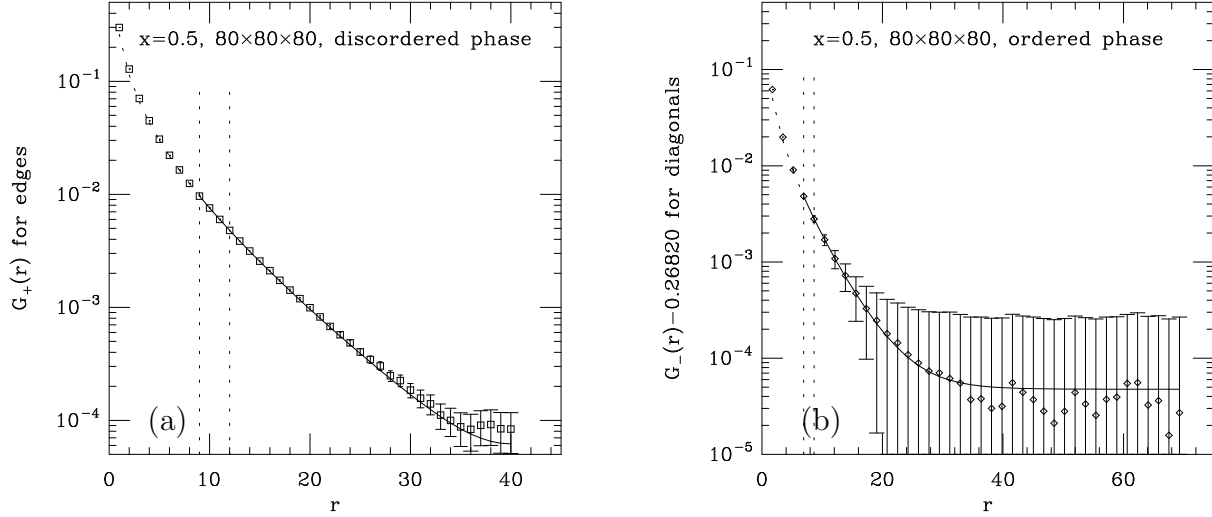 x=0.5, 80×80×80, discordered phase
G₊(r) for edges
10⁻¹
10⁻²
10⁻³
10⁻⁴
(a)
0 10 20 30 40
r
x=0.5, 80×80×80, ordered phase
G₋(r)−0.26820 for diagonals
10⁻¹
10⁻²
10⁻³
10⁻⁴
10⁻⁵
(b)
0 20 40 60
r